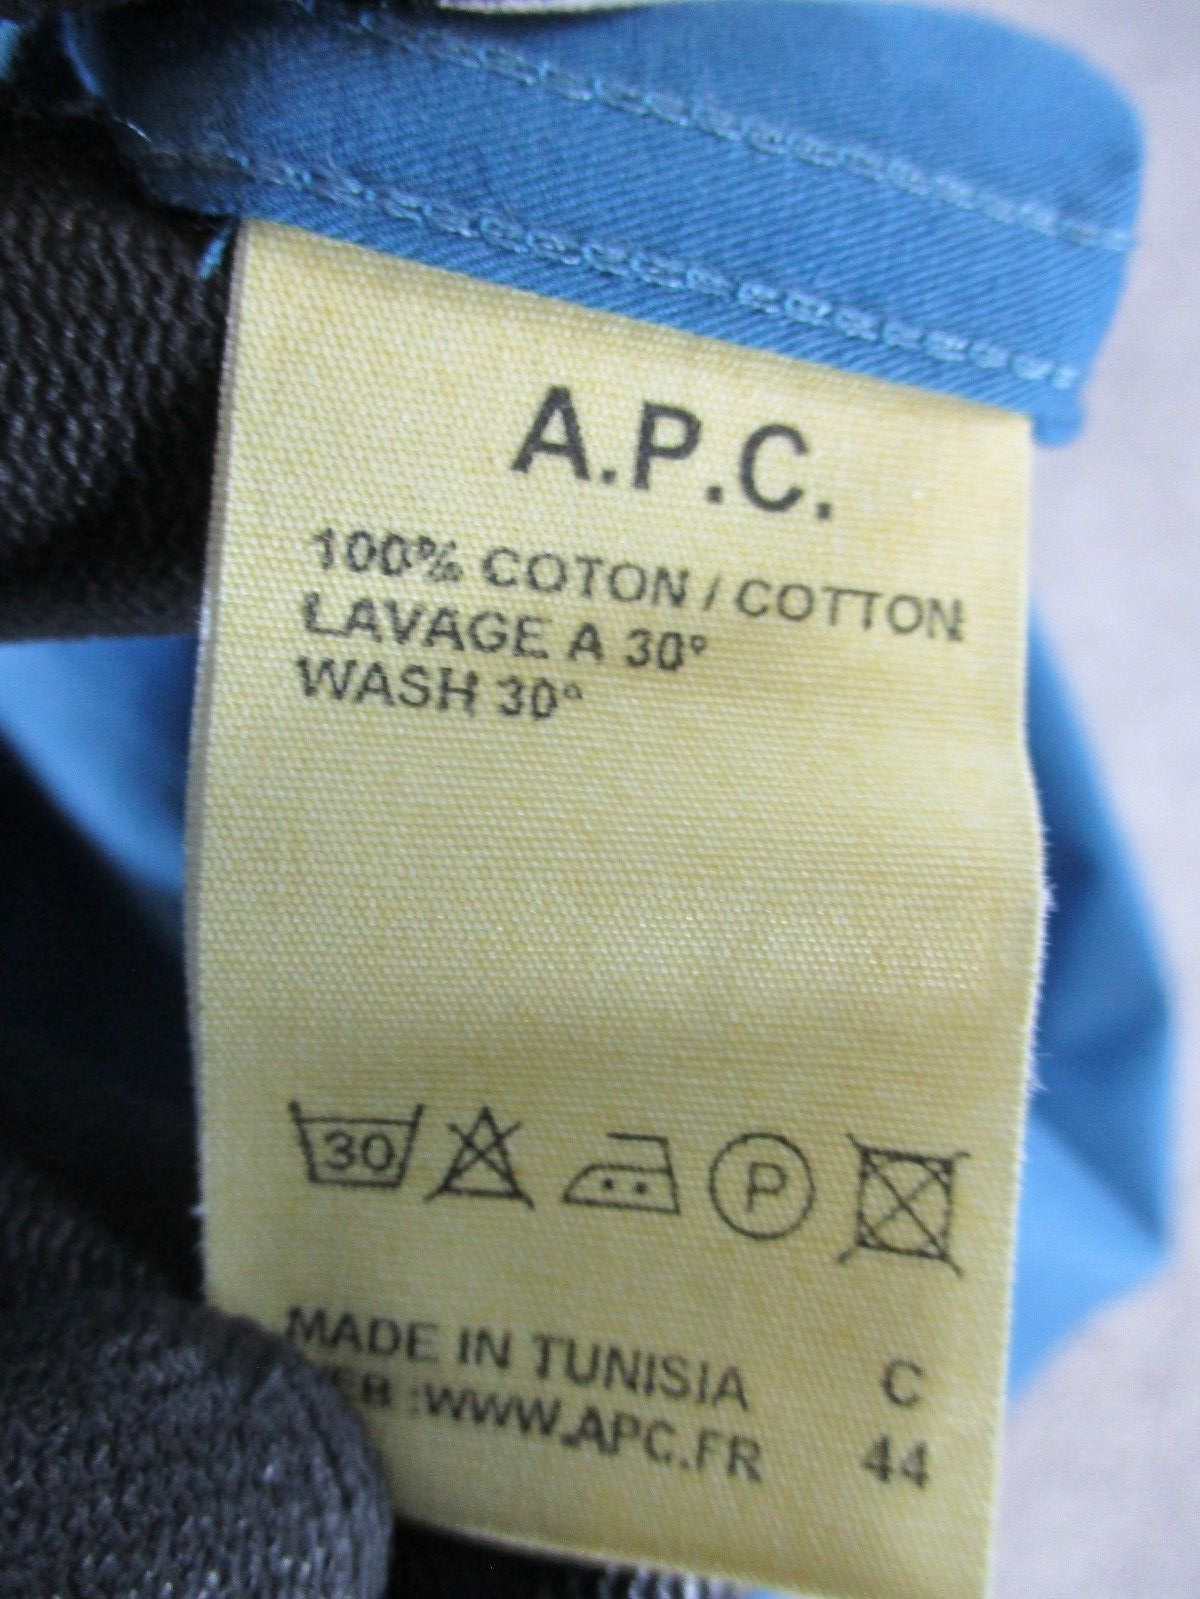 A.P.C.
100% COTON / COTTON
LAVAGE A 30°
WASH 30°
30
P
MADE IN TUNISIA C
:WWW.APC.FR 44